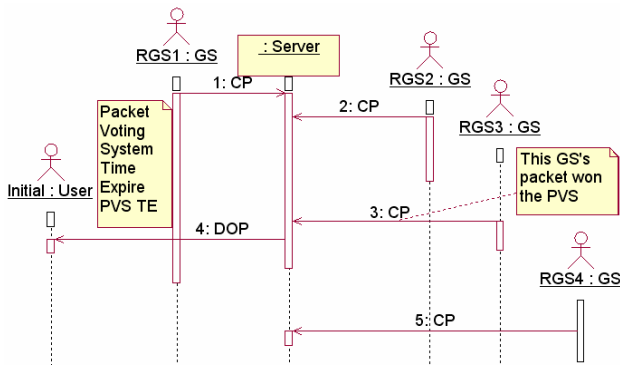 RGS1 : GS
: Server
RGS2 : GS
RGS3 : GS
1: CP
2: CP
Packet
Voting
System
Time
Expire
PVS TE
Initial : User
This GS's
packet won
the PVS
3: CP
4: DOP
RGS4 : GS
5: CP